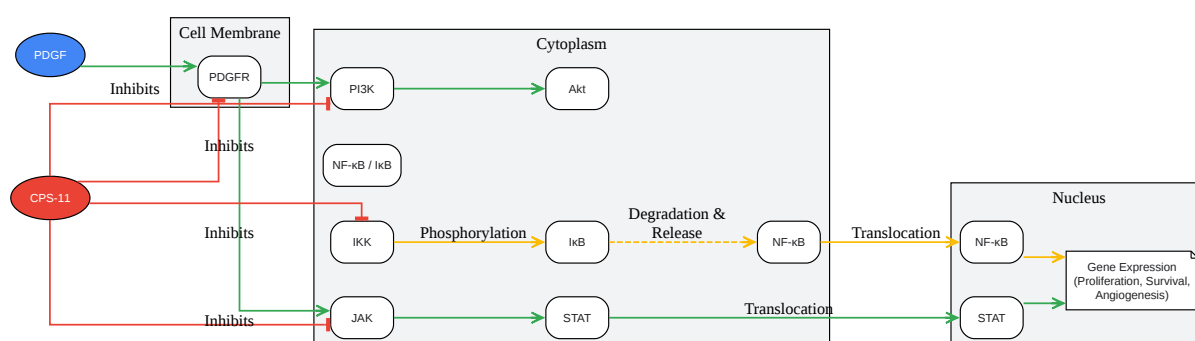 Cell Membrane
Cytoplasm
PDGF
PDGFR
PI3K
Akt
Inhibits
Inhibits
NF-κB / IκB
CPS-11
Nucleus
Degradation &
Release
Inhibits
Phosphorylation
Translocation
IKK
IκB
NF-κB
NF-κB
Gene Expression
(Proliferation, Survival,
Angiogenesis)
Translocation
Inhibits
JAK
STAT
STAT